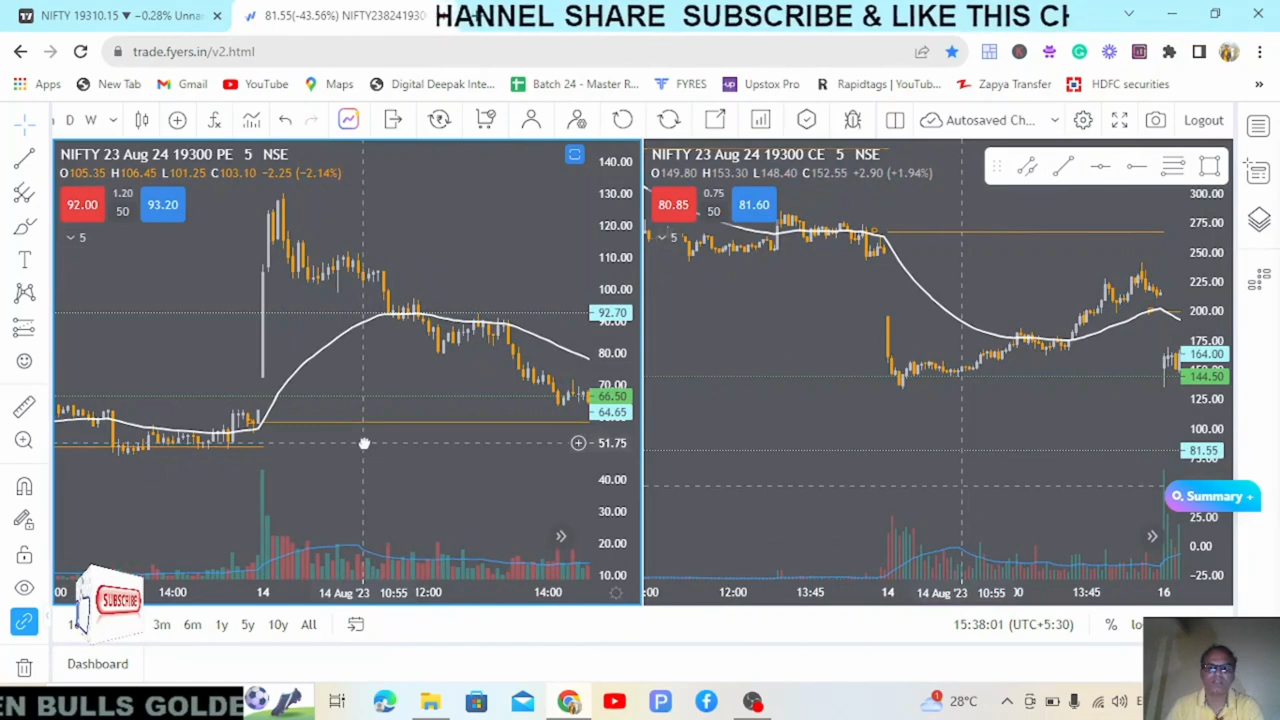 HANNEL SHARE SUBSCRIBE & LIKE THIS CH
NIFTY 19310.15 ▼ −0.28% Unna
81.55(-43.56%) NIFTY238241930
trade.fyers.in/v2.html
Apps New Tab Gmail YouTube Maps Digital Deepak Inte... Batch 24 - Master R... FYRES Upstox Pro Rapidtags | YouTub... Zapya Transfer HDFC securities »
D W Autosaved Ch... Logout
NIFTY 23 Aug 24 19300 PE 5 NSE
O105.35 H106.45 L101.25 C103.10 −2.25 (−2.14%)
92.00 1.20 50 93.20
5
140.00
130.00
120.00
110.00
100.00
92.70
90.00
80.00
70.00
66.50
64.65
51.75
40.00
30.00
20.00
10.00
14:00 14 14 Aug '23 10:55 12:00 14:00
NIFTY 23 Aug 24 19300 CE 5 NSE
O149.80 H153.30 L148.40 C152.55 +2.90 (+1.94%)
80.85 0.75 50 81.60
5
300.00
275.00
250.00
225.00
200.00
175.00
164.00
144.50
125.00
100.00
81.55
Summary +
25.00
0.00
−25.00
12:00 13:45 14 14 Aug '23 10:55 13:45 16
SUBSCRIBE
3m 6m 1y 5y 10y All
15:38:01 (UTC+5:30) %
Dashboard
EN BULLS GOLDE
28°C